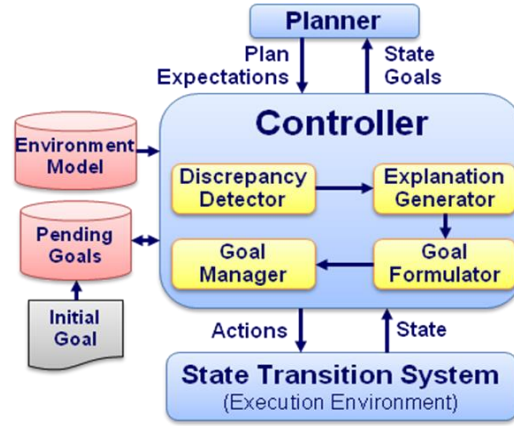 Planner
Plan
Expectations
State
Goals
Controller
Environment
Model
Discrepancy
Detector
Explanation
Generator
Pending
Goals
Goal
Manager
Goal
Formulator
Initial
Goal
Actions
State
State Transition System
(Execution Environment)